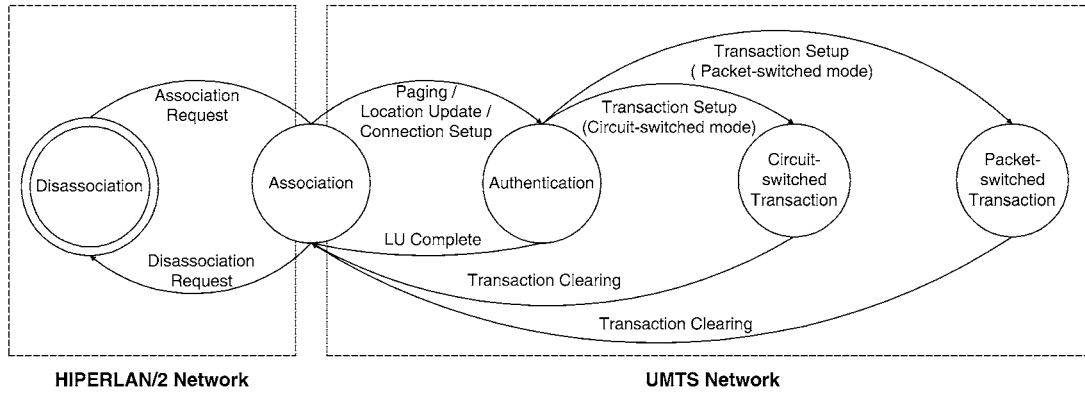 Association
Request
Paging /
Location Update /
Connection Setup
Transaction Setup
( Packet-switched mode)
Transaction Setup
(Circuit-switched mode)
Disassociation
Association
Authentication
Circuit-
switched
Transaction
Packet-
switched
Transaction
LU Complete
Disassociation
Request
Transaction Clearing
Transaction Clearing
HIPERLAN/2 Network
UMTS Network